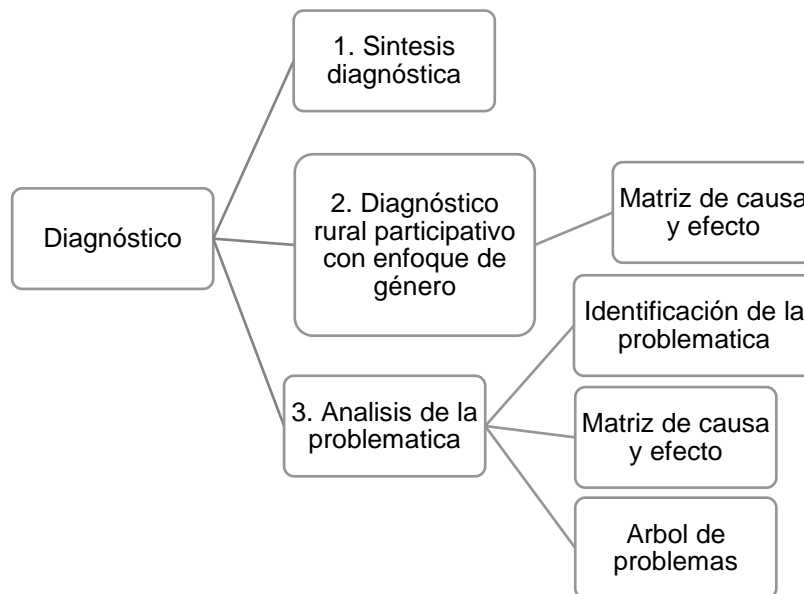 1. Sintesis
diagnóstica
Diagnóstico
2. Diagnóstico
rural participativo
con enfoque de
género
Matriz de causa
y efecto
3. Analisis de la
problematica
Identificación de la
problematica
Matriz de causa
y efecto
Arbol de
problemas